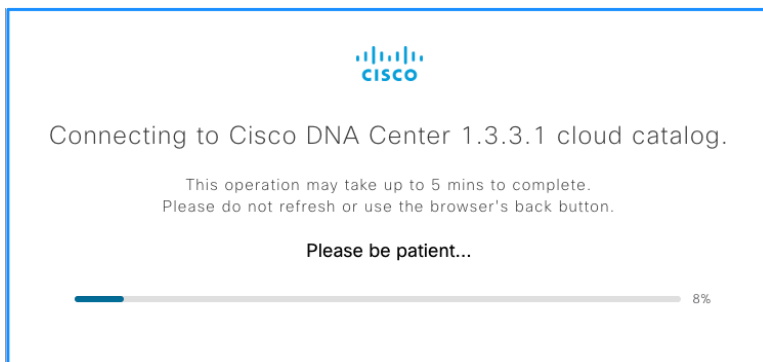 CISCO
Connecting to Cisco DNA Center 1.3.3.1 cloud catalog.
This operation may take up to 5 mins to complete.
Please do not refresh or use the browser's back button.
Please be patient...
8%